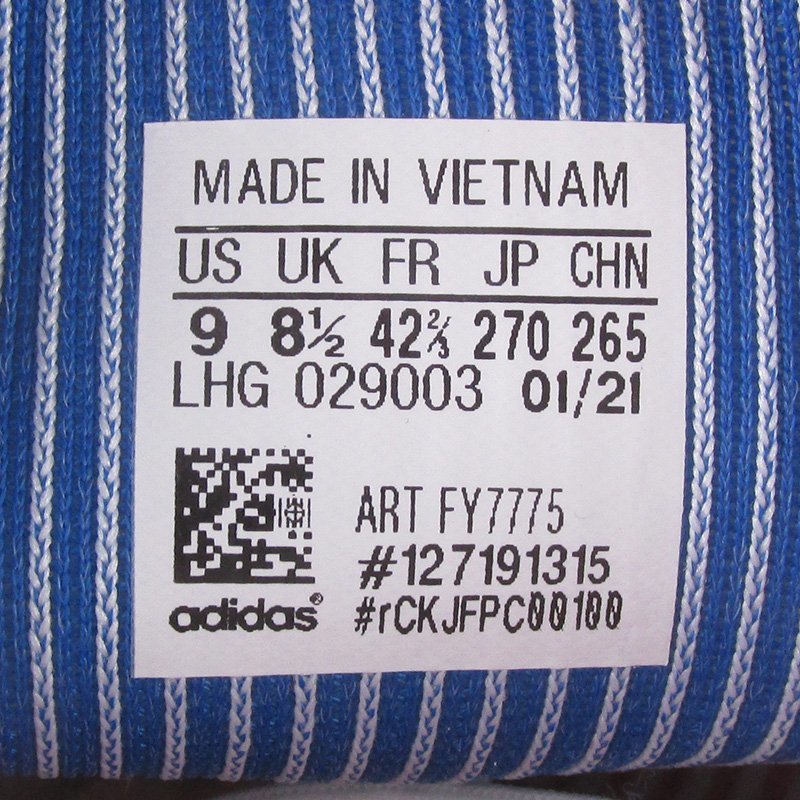 MADE IN VIETNAM
US UK FR JP CHN
9 8½ 42⅔ 270 265
LHG 029003 01/21
ART FY7775
#127191315
adidas® #rCKJFPC00100